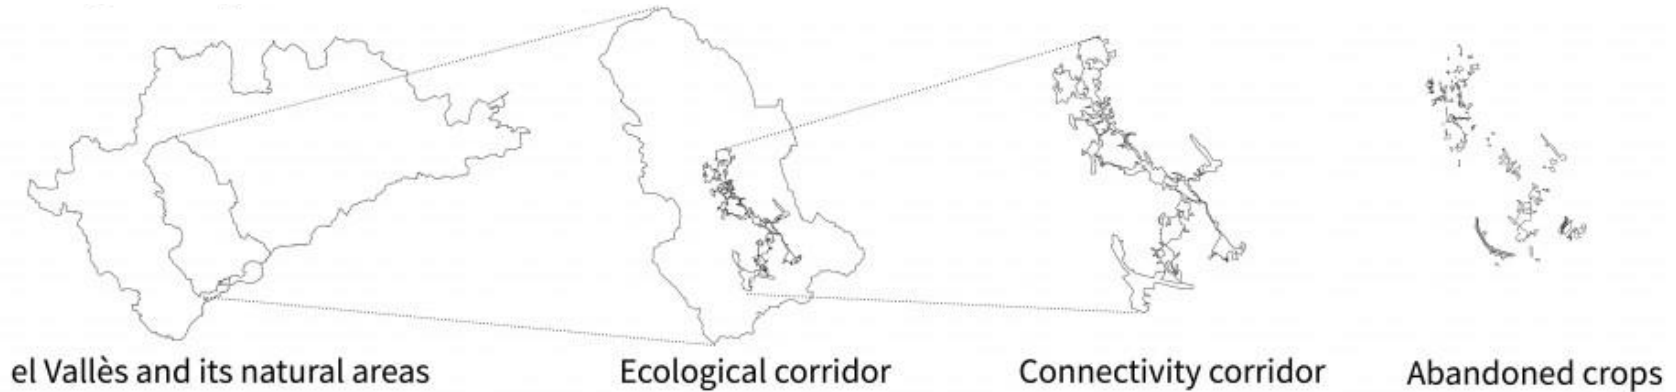 el Vallès and its natural areas
Ecological corridor
Connectivity corridor
Abandoned crops